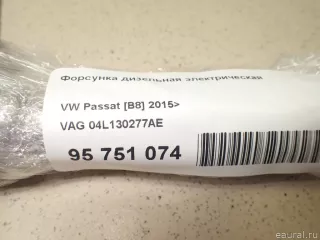 Форсунка дизельная электрическая
VW Passat [B8] 2015>
VAG 04L130277AE
95 751 074
eaural.ru